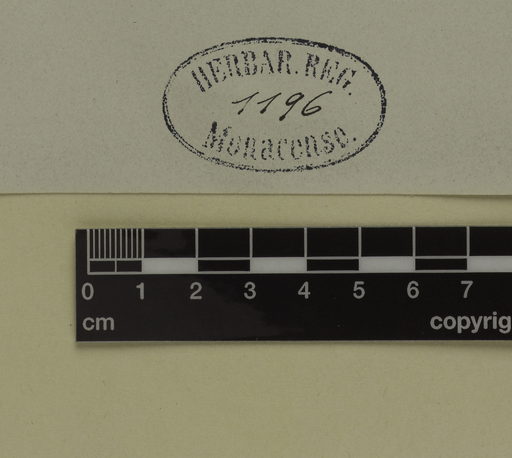 HERBAR. REG.
1196
Monacense.
0 1 2 3 4 5 6 7
cm copyrig